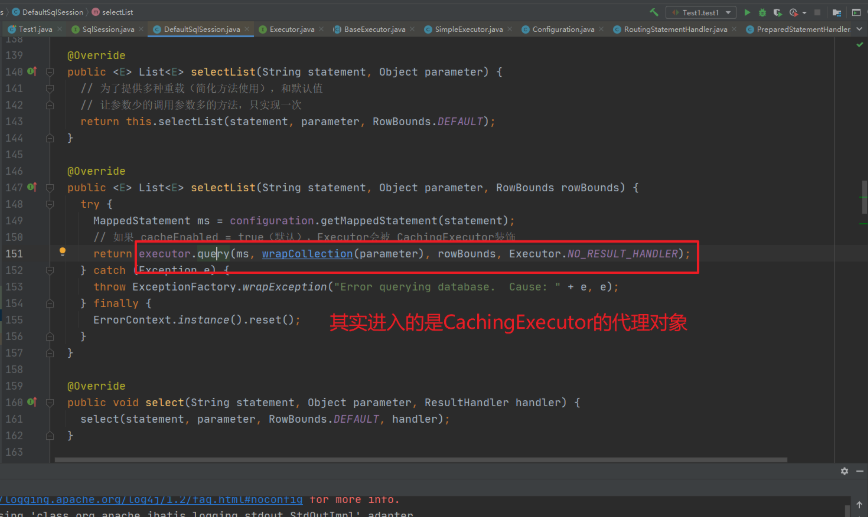 DefaultSqlSession selectList
Test1.test1
Test1.java SqlSession.java DefaultSqlSession.java Executor.java BaseExecutor.java SimpleExecutor.java Configuration.java RoutingStatementHandler.java PreparedStatementHandler
138
139 @Override
140 public <E> List<E> selectList(String statement, Object parameter) {
141 // 为了提供多种重载(简化方法使用),和默认值
142 // 让参数少的调用参数多的方法,只实现一次
143 return this.selectList(statement, parameter, RowBounds.DEFAULT);
144 }
145
146 @Override
147 public <E> List<E> selectList(String statement, Object parameter, RowBounds rowBounds) {
148 try {
149 MappedStatement ms = configuration.getMappedStatement(statement);
150 // 如果 cacheEnabled = true(默认),Executor会被 CachingExecutor装饰
151 return executor.query(ms, wrapCollection(parameter), rowBounds, Executor.NO_RESULT_HANDLER);
152 } catch (Exception e) {
153 throw ExceptionFactory.wrapException("Error querying database.  Cause: " + e, e);
154 } finally {
155 ErrorContext.instance().reset();
其实进入的是CachingExecutor的代理对象
156 }
157 }
158
159 @Override
160 public void select(String statement, Object parameter, ResultHandler handler) {
161 select(statement, parameter, RowBounds.DEFAULT, handler);
162 }
163
/logging.apache.org/log4j/1.2/faq.html#noconfig for more info.
sing 'class org.apache.ibatis.logging.stdout.StdOutImpl' adapter